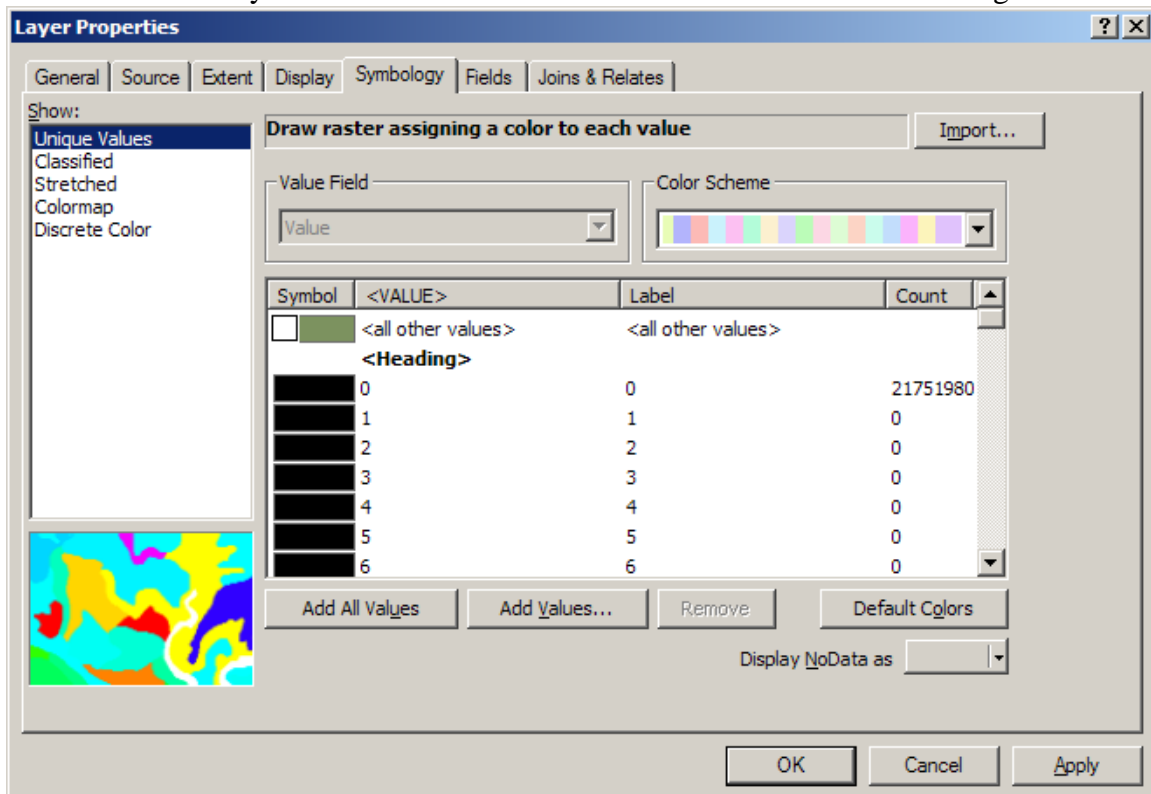 Layer Properties
General Source Extent Display Symbology Fields Joins & Relates
Show:
Unique Values
Classified
Stretched
Colormap
Discrete Color
Draw raster assigning a color to each value Import...
Value Field Color Scheme
Value
Symbol <VALUE> Label Count
<all other values> <all other values>
<Heading>
0 0 21751980
1 1 0
2 2 0
3 3 0
4 4 0
5 5 0
6 6 0
Add All Values Add Values... Remove Default Colors
Display NoData as
OK Cancel Apply